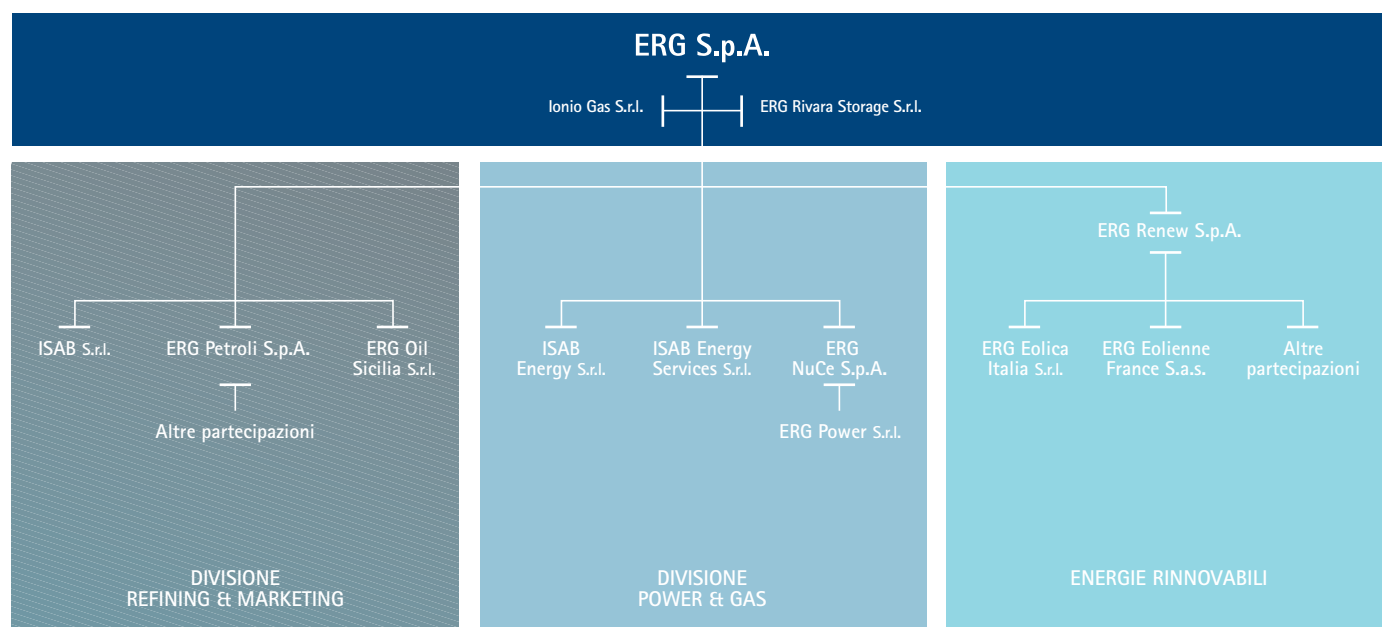 ERG S.p.A.
Ionio Gas S.r.l.
ERG Rivara Storage S.r.l.
ISAB S.r.l.
ERG Petroli S.p.A.
ERG Oil
Sicilia S.r.l.
Altre partecipazioni
DIVISIONE
REFINING & MARKETING
ISAB
Energy S.r.l.
ISAB Energy
Services S.r.l.
ERG
NuCe S.p.A.
ERG Power S.r.l.
DIVISIONE
POWER & GAS
ERG Renew S.p.A.
ERG Eolica
Italia S.r.l.
ERG Eolienne
France S.a.s.
Altre
partecipazioni
ENERGIE RINNOVABILI